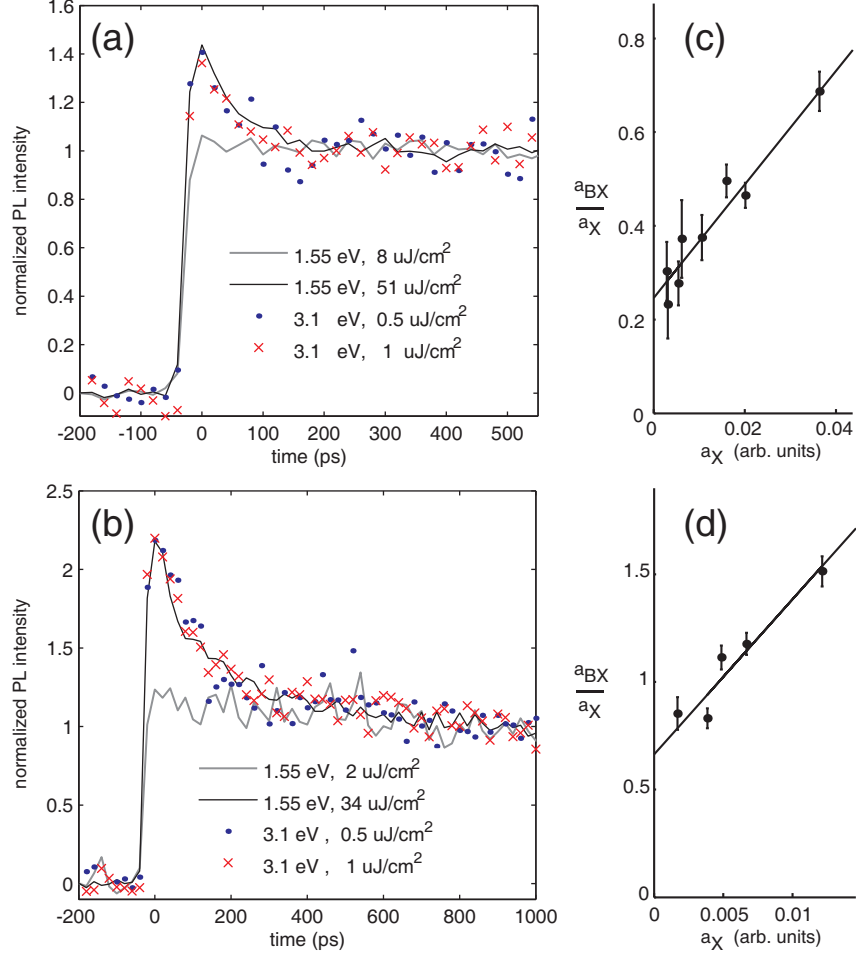 (a)
normalized PL intensity
1.6
1.4
1.2
1.0
0.8
0.6
0.4
0.2
0
-200 -100 0 100 200 300 400 500
time (ps)
1.55 eV, 8 uJ/cm²
1.55 eV, 51 uJ/cm²
3.1 eV, 0.5 uJ/cm²
3.1 eV, 1 uJ/cm²
(c)
aBX
aX
0.8
0.6
0.4
0.2
0
0 0.02 0.04
aX (arb. units)
(b)
normalized PL intensity
2.5
2
1.5
1
0.5
0
-200 0 200 400 600 800 1000
time (ps)
1.55 eV, 2 uJ/cm²
1.55 eV, 34 uJ/cm²
3.1 eV , 0.5 uJ/cm²
3.1 eV , 1 uJ/cm²
(d)
aBX
aX
1.5
1
0.5
0
0 0.005 0.01
aX (arb. units)